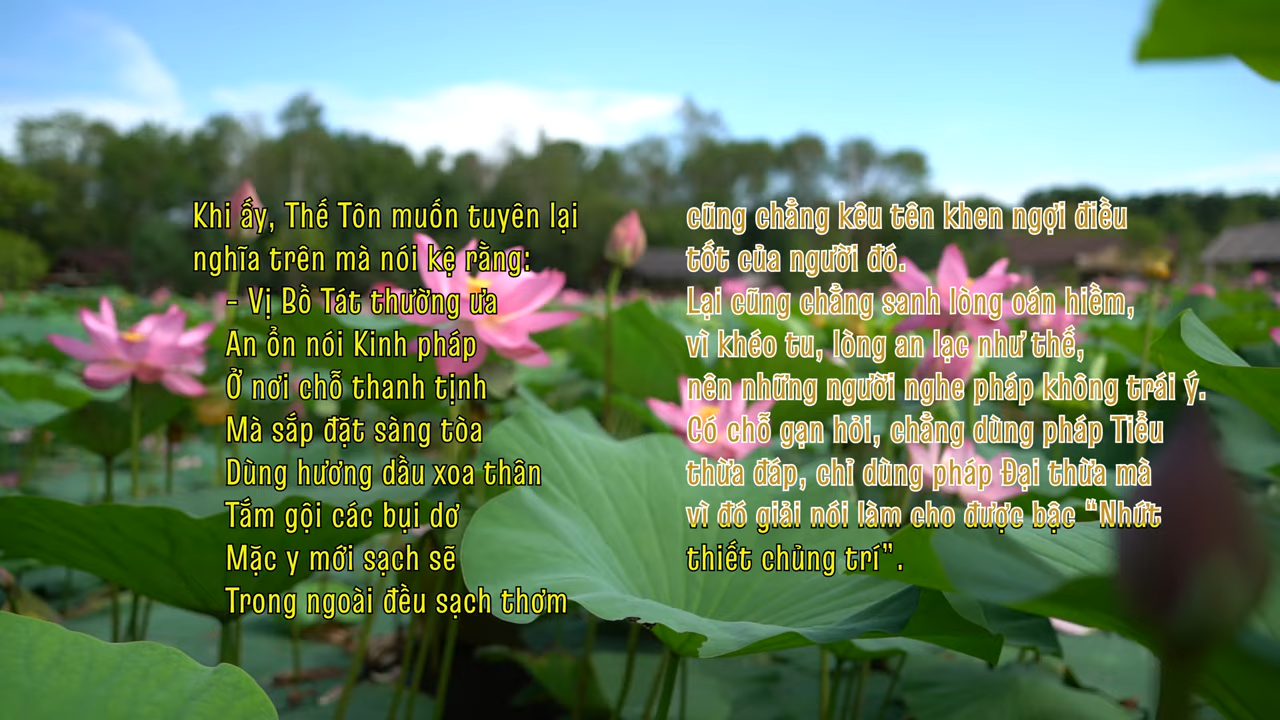 Khi ấy, Thế Tôn muốn tuyên lại
nghĩa trên mà nói kệ rằng:
- Vị Bồ Tát thường ưa
An ổn nói Kinh pháp
Ở nơi chỗ thanh tịnh
Mà sắp đặt sàng tòa
Dùng hương dầu xoa thân
Tắm gội các bụi dơ
Mặc y mới sạch sẽ
Trong ngoài đều sạch thơm
cũng chẳng kêu tên khen ngợi điều
tốt của người đó.
Lại cũng chẳng sanh lòng oán hiềm,
vì khéo tu, lòng an lạc như thế,
nên những người nghe pháp không trái ý.
Có chỗ gạn hỏi, chẳng dùng pháp Tiểu
thừa đáp, chỉ dùng pháp Đại thừa mà
vì đó giải nói làm cho được bậc “Nhứt
thiết chủng trí”.